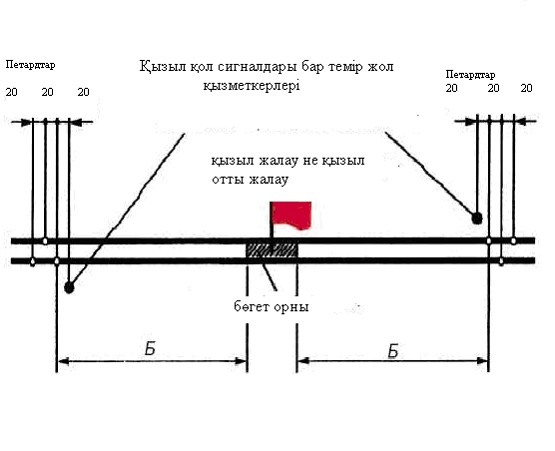 Қызыл қол сигналдары бар темір жол
қызметкерлері
Петардтар
20 20 20
Петардтар
20 20 20
қызыл жалау не қызыл
отты жалау
бөгет орны
Б
Б